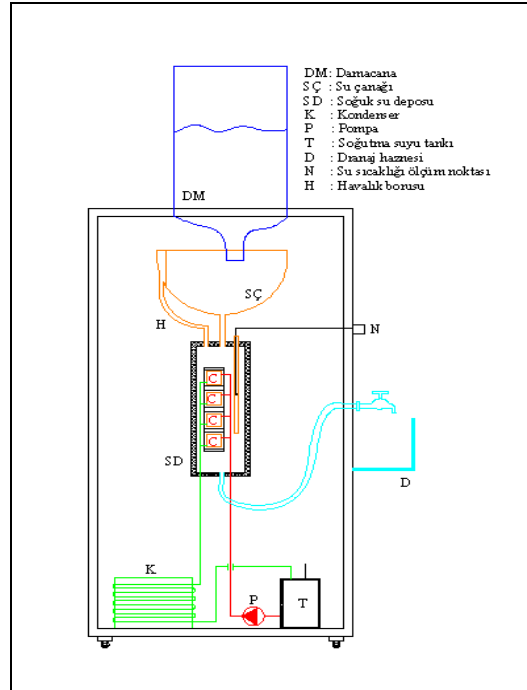 DM: Damacana
SÇ : Su çanağı
SD : Soğuk su deposu
K : Kondenser
P : Pompa
T : Soğutma suyu tankı
D : Dranaj haznesi
N : Su sıcaklığı ölçüm noktası
H : Havalık borusu
DM
SÇ
H
N
C
C
C
C
SD
D
K
P
T